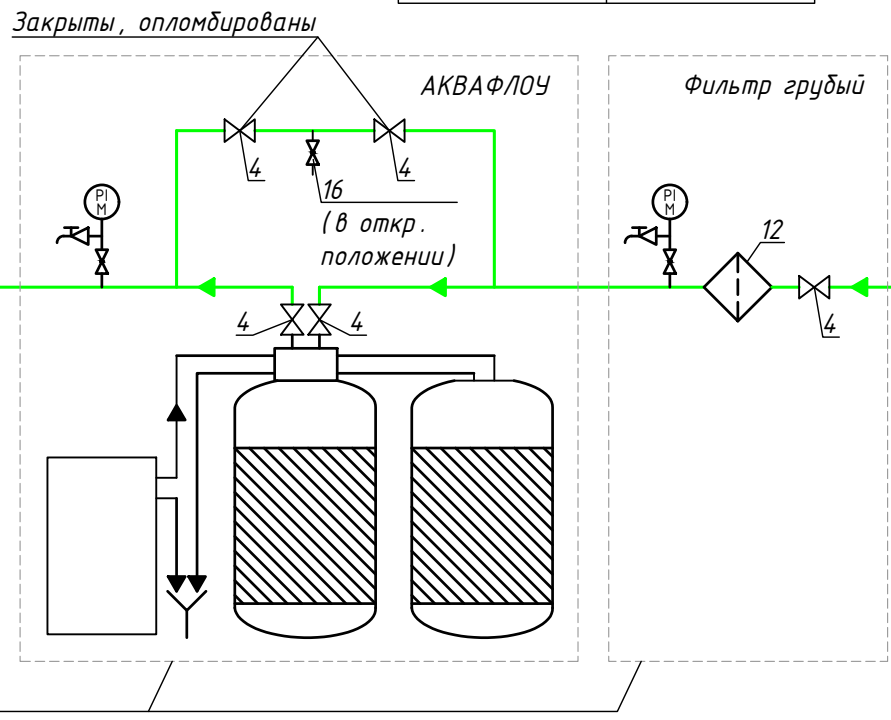 Закрыты, опломбированы
АКВАФЛОУ
Фильтр грубый
4
4
16
(в откр.
положении)
PI
M
PI
M
12
4
4
4